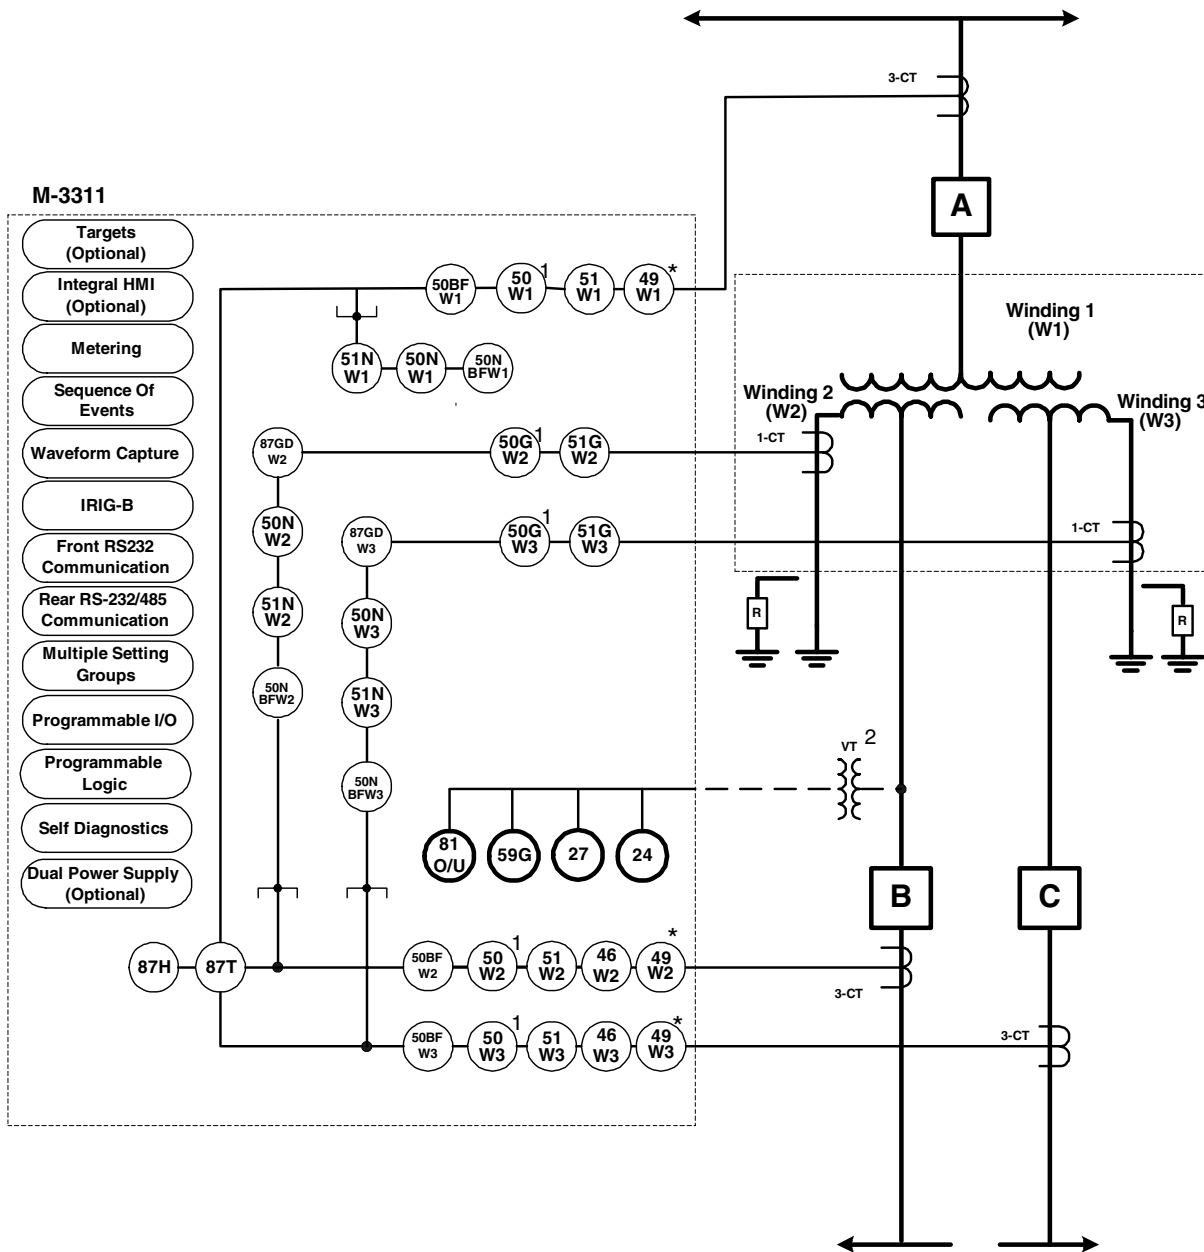 3-CT
M-3311
A
Targets
(Optional)
Integral HMI
(Optional)
Metering
Sequence Of
Events
Waveform Capture
IRIG-B
Front RS232
Communication
Rear RS-232/485
Communication
Multiple Setting
Groups
Programmable I/O
Programmable
Logic
Self Diagnostics
Dual Power Supply
(Optional)
50BF
W1
50
W1
1
51
W1
49
W1
*
51N
W1
50N
W1
50N
BFW1
Winding 1
(W1)
Winding 2
(W2)
Winding 3
(W3)
87GD
W2
50G
W2
1
51G
W2
1-CT
50N
W2
51N
W2
50N
BFW2
87GD
W3
50G
W3
1
51G
W3
1-CT
50N
W3
51N
W3
50N
BFW3
R
R
VT 2
81
O/U
59G
27
24
B
C
87H
87T
50BF
W2
50
W2
1
51
W2
46
W2
49
W2
*
3-CT
50BF
W3
50
W3
1
51
W3
46
W3
49
W3
*
3-CT